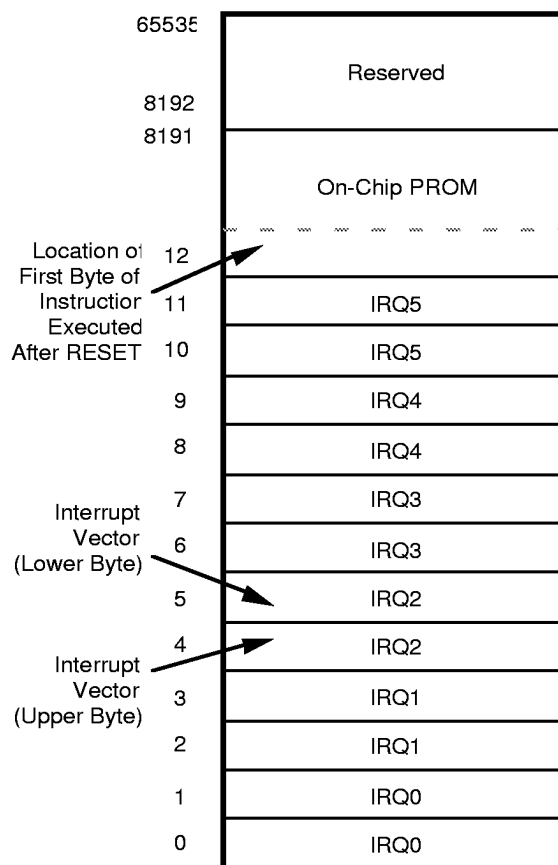 65535
Reserved
8192
8191
On-Chip PROM
Location of
First Byte of
Instruction
Executed
After RESET
12
11 IRQ5
10 IRQ5
9 IRQ4
8 IRQ4
7 IRQ3
Interrupt
Vector
(Lower Byte)
6 IRQ3
5 IRQ2
4 IRQ2
Interrupt
Vector
(Upper Byte)
3 IRQ1
2 IRQ1
1 IRQ0
0 IRQ0